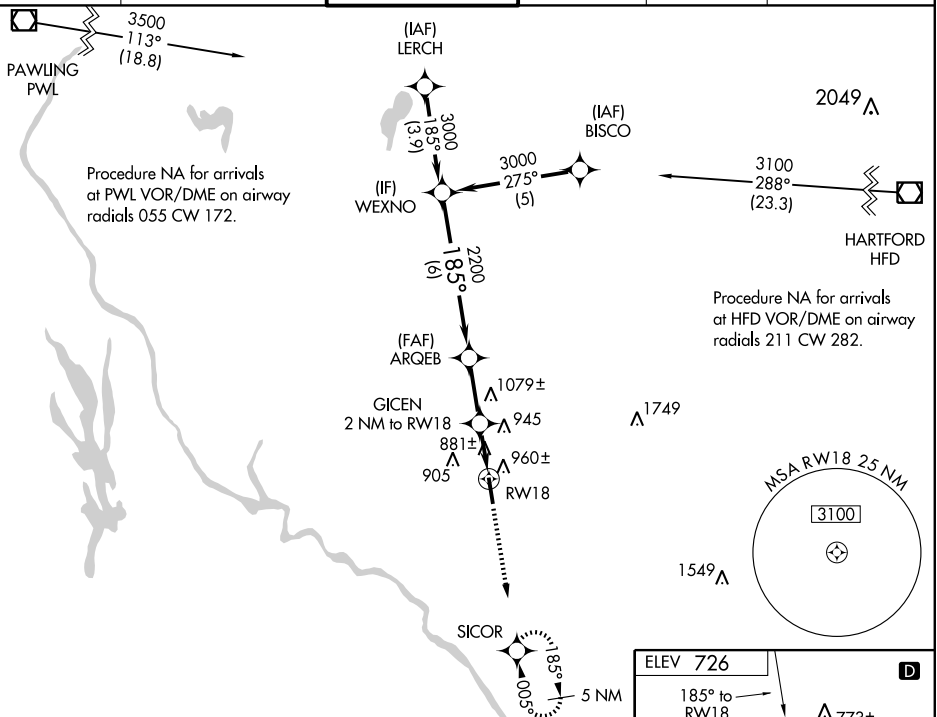 3500
113°
(18.8)
PAWLING
PWL
(IAF)
LERCH
3000
185°
(3.9)
(IAF)
BISCO
2049
Procedure NA for arrivals
at PWL VOR/DME on airway
radials 055 CW 172.
(IF)
WEXNO
3000
275°
(5)
3100
288°
(23.3)
HARTFORD
HFD
2200
185°
(6)
Procedure NA for arrivals
at HFD VOR/DME on airway
radials 211 CW 282.
(FAF)
ARQEB
1079±
GICEN
2 NM to RW18
945
1749
881±
905
960±
RW18
MSA RW18 25 NM
3100
1549
SICOR
185°
005°
5 NM
ELEV 726
D
185° to
RW18
773±